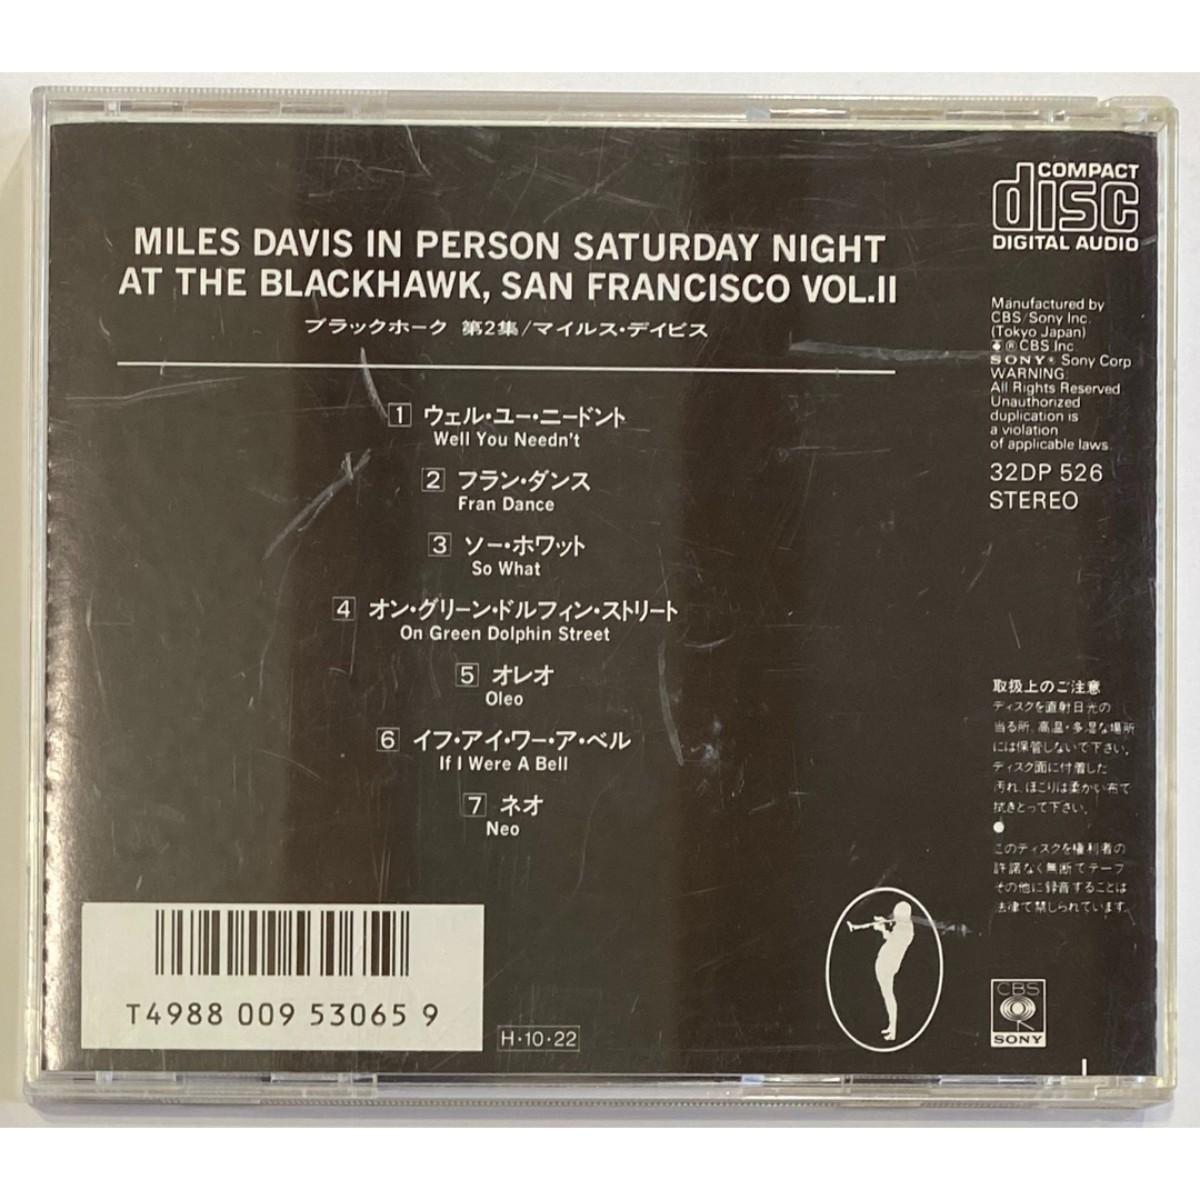 MILES DAVIS IN PERSON SATURDAY NIGHT
AT THE BLACKHAWK, SAN FRANCISCO VOL.II
ブラックホーク 第2集/マイルス・デイビス
1 ウェル・ユー・ニードント
Well You Needn't
2 フラン・ダンス
Fran Dance
3 ソー・ホワット
So What
4 オン・グリーン・ドルフィン・ストリート
On Green Dolphin Street
5 オレオ
Oleo
6 イフ・アイ・ワー・ア・ベル
If I Were A Bell
7 ネオ
Neo
COMPACT
disc
DIGITAL AUDIO
Manufactured by
CBS/Sony Inc.
(Tokyo Japan)
℗ CBS Inc.
SONY® Sony Corp
WARNING:
All Rights Reserved
Unauthorized
duplication is
a violation
of applicable laws.
32DP 526
STEREO
取扱上のご注意
ディスクを直射日光の
当る所、高温・多湿な場所
には保管しないで下さい。
ディスク面に付着した
汚れ、ほこりは柔かい布で
拭きとって下さい。
●
このディスクを権利者の
許諾なく無断でテープ
その他に録音することは
法律で禁じられています。
CBS
SONY
T4988 009 53065 9
H・10・22